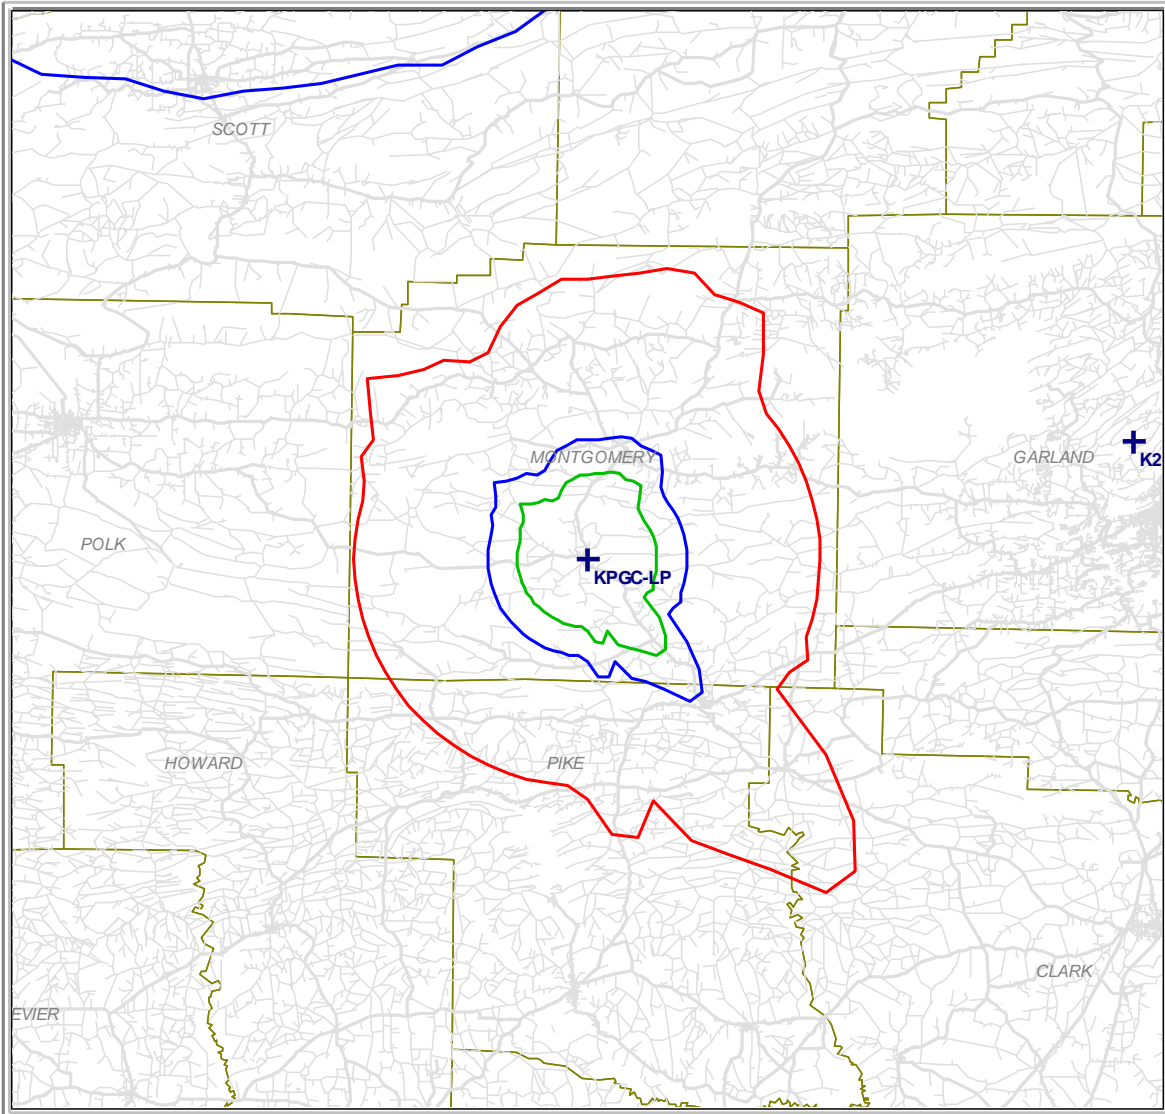 SCOTT
MONTGOMERY
GARLAND
K2
POLK
KPGC-LP
HOWARD
PIKE
CLARK
EVIER